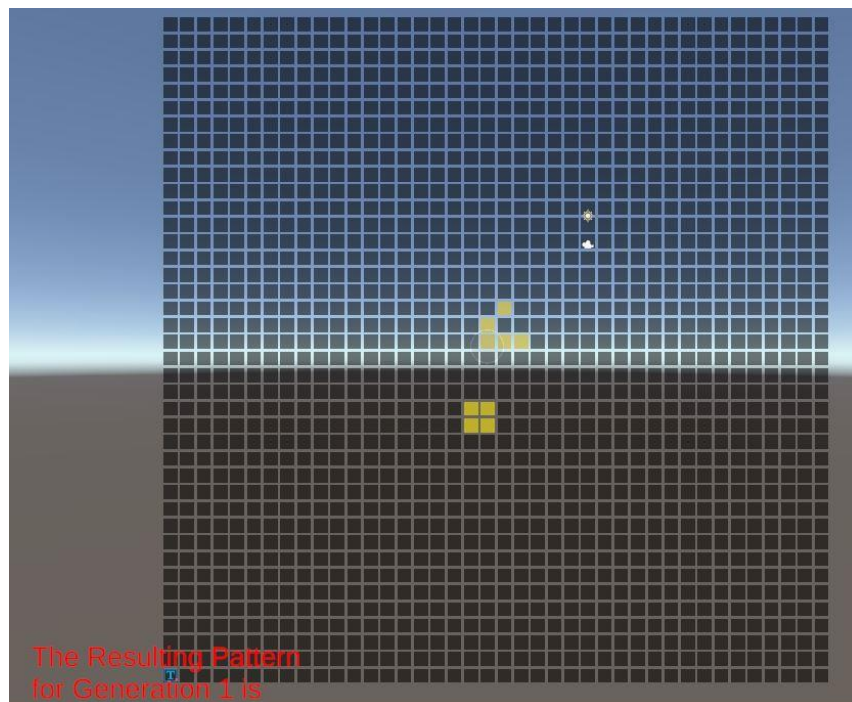 The Resulting Pattern
for Generation 1 is
T